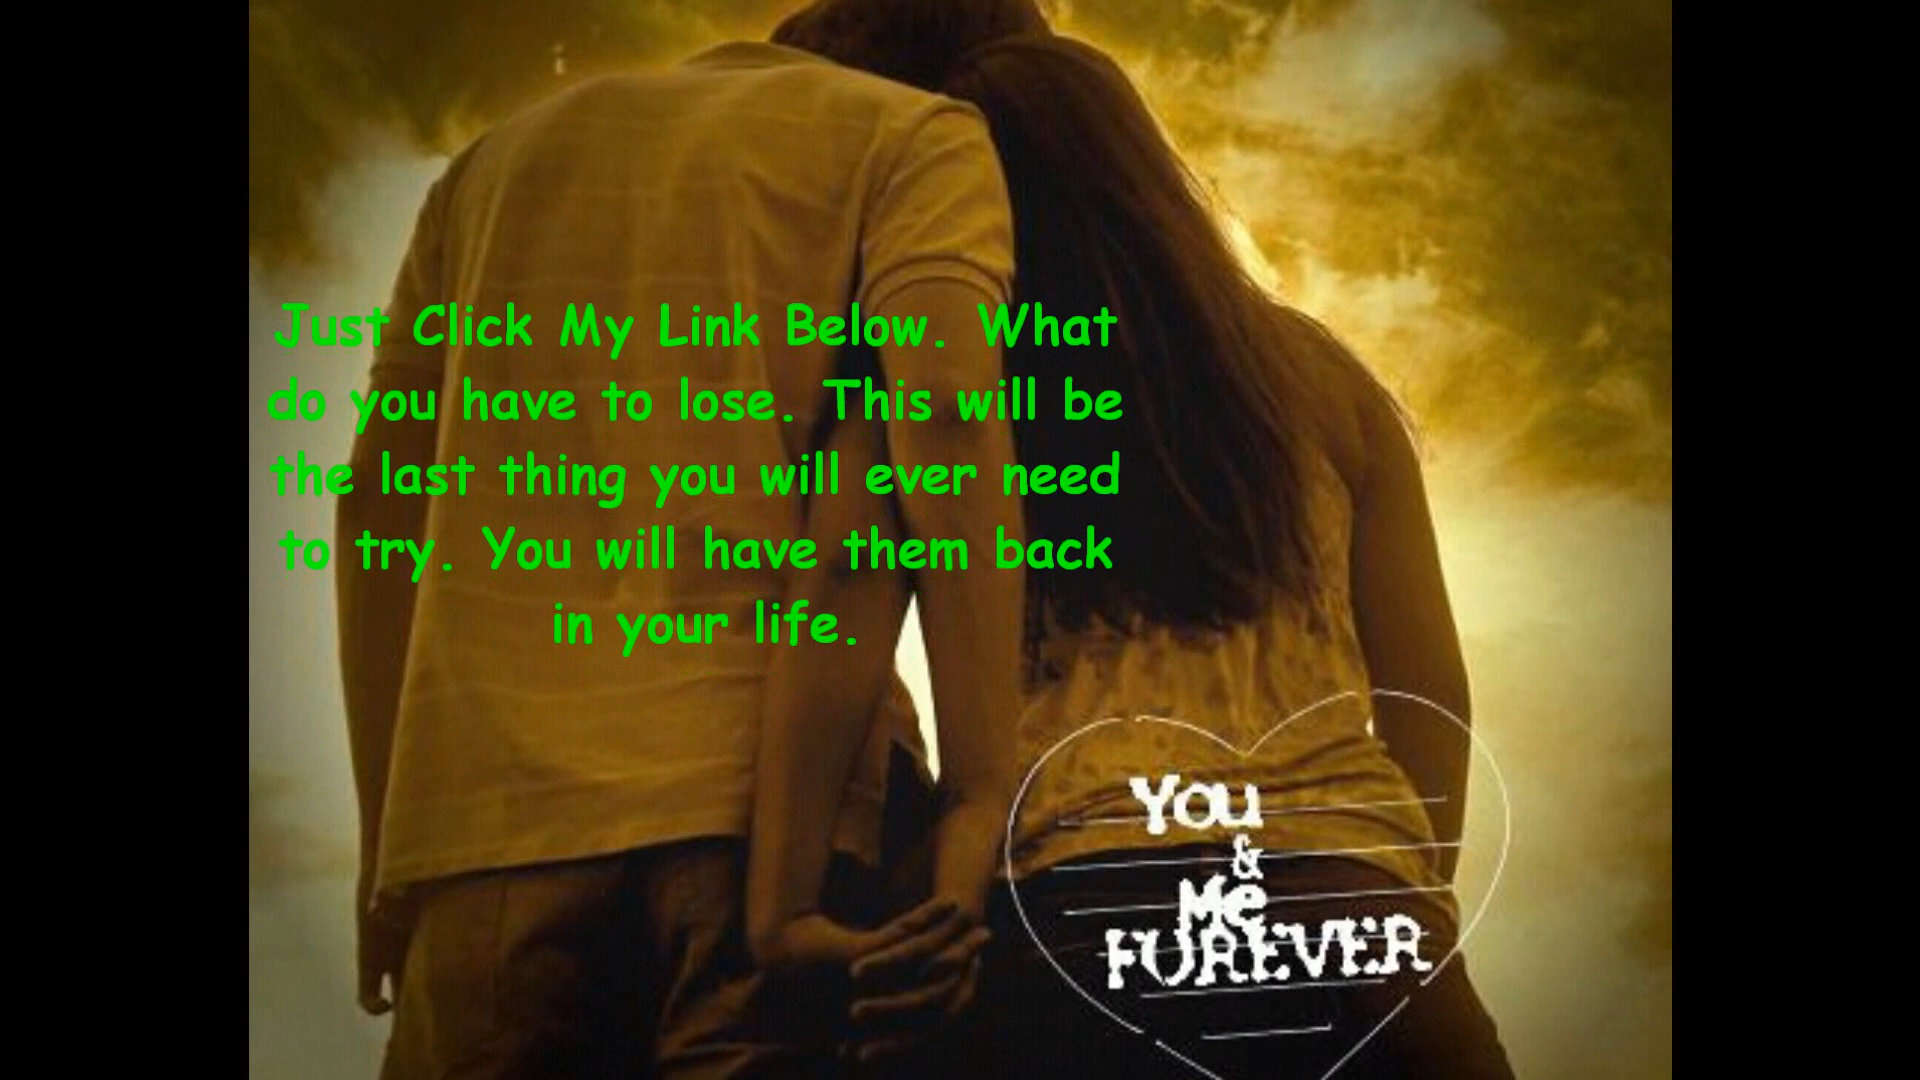 Just Click My Link Below. What
do you have to lose. This will be
the last thing you will ever need
to try. You will have them back
in your life.
You
&
Me
FOREVER